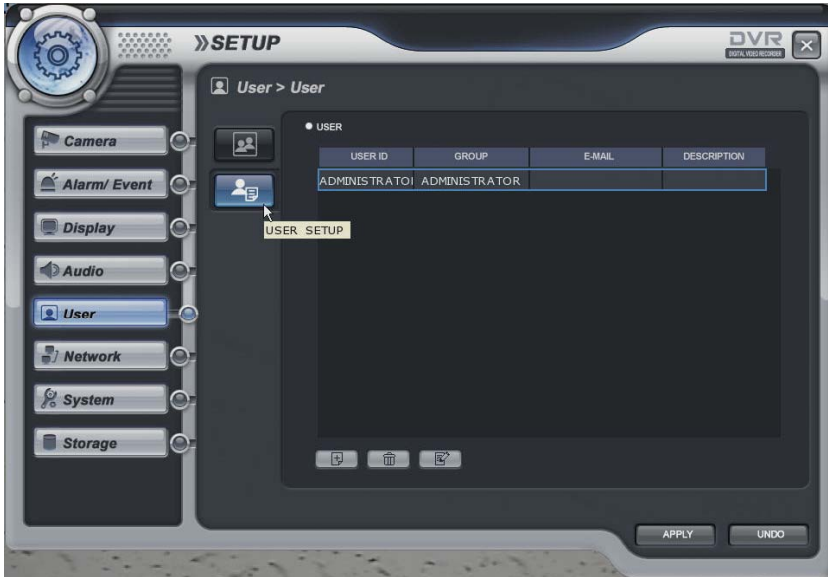 »SETUP
DVR
DIGITAL VIDEO RECORDER
User > User
Camera
Alarm/ Event
Display
Audio
User
Network
System
Storage
USER
USER ID GROUP E-MAIL DESCRIPTION
ADMINISTRATOI ADMINISTRATOR
USER SETUP
APPLY UNDO